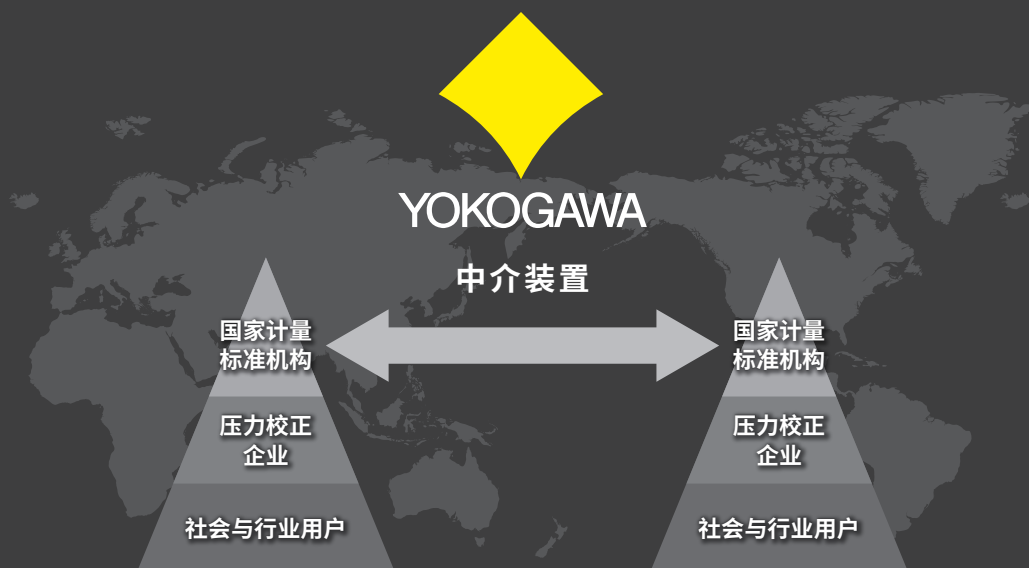 YOKOGAWA
中介装置
国家计量
标准机构
压力校正
企业
社会与行业用户
国家计量
标准机构
压力校正
企业
社会与行业用户